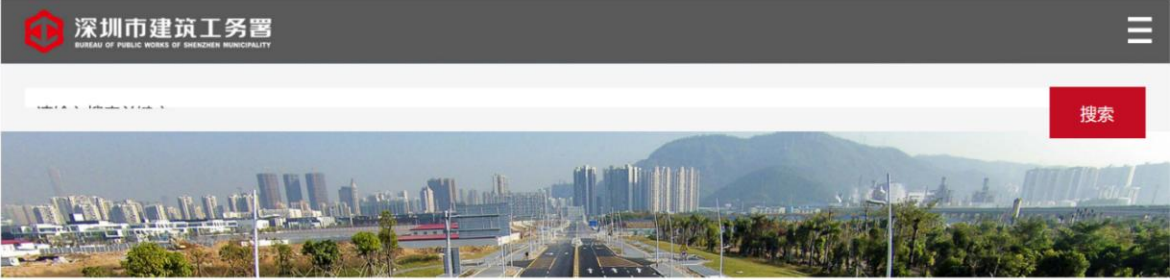 深圳市建筑工务署
BUREAU OF PUBLIC WORKS OF SHENZHEN MUNICIPALITY
搜索